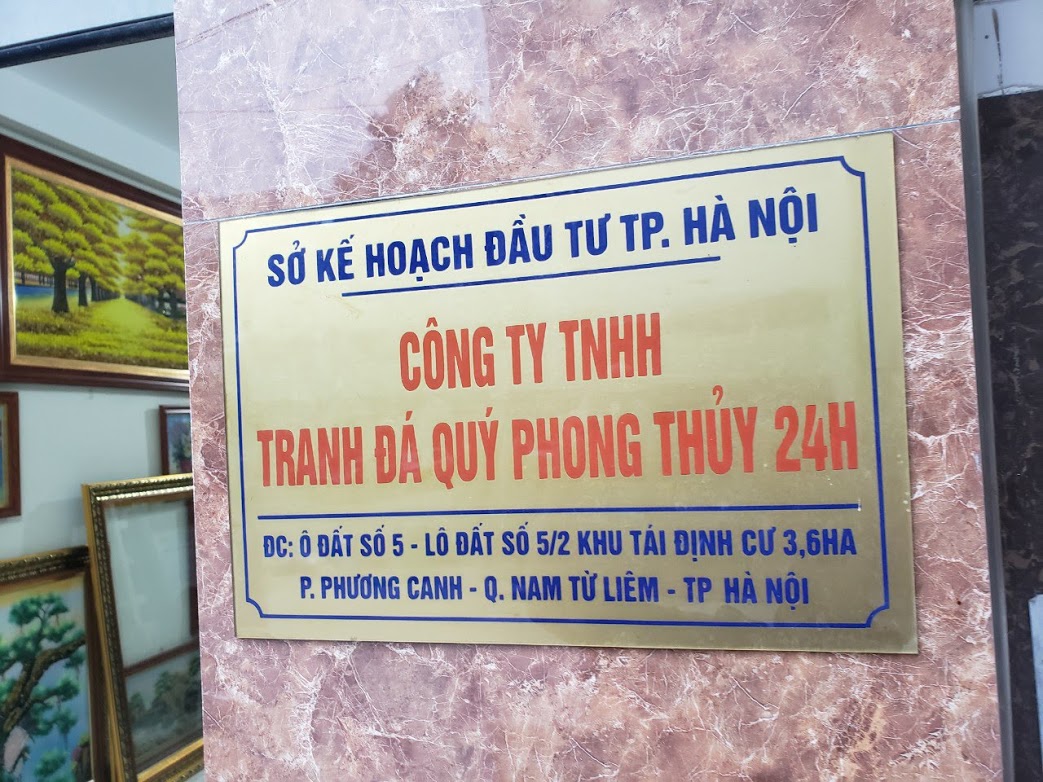 SỞ KẾ HOẠCH ĐẦU TƯ TP. HÀ NỘI
CÔNG TY TNHH
TRANH ĐÁ QUÝ PHONG THỦY 24H
ĐC: Ô ĐẤT SỐ 5 - LÔ ĐẤT SỐ 5/2 KHU TÁI ĐỊNH CƯ 3,6HA
P. PHƯƠNG CANH - Q. NAM TỪ LIÊM - TP HÀ NỘI